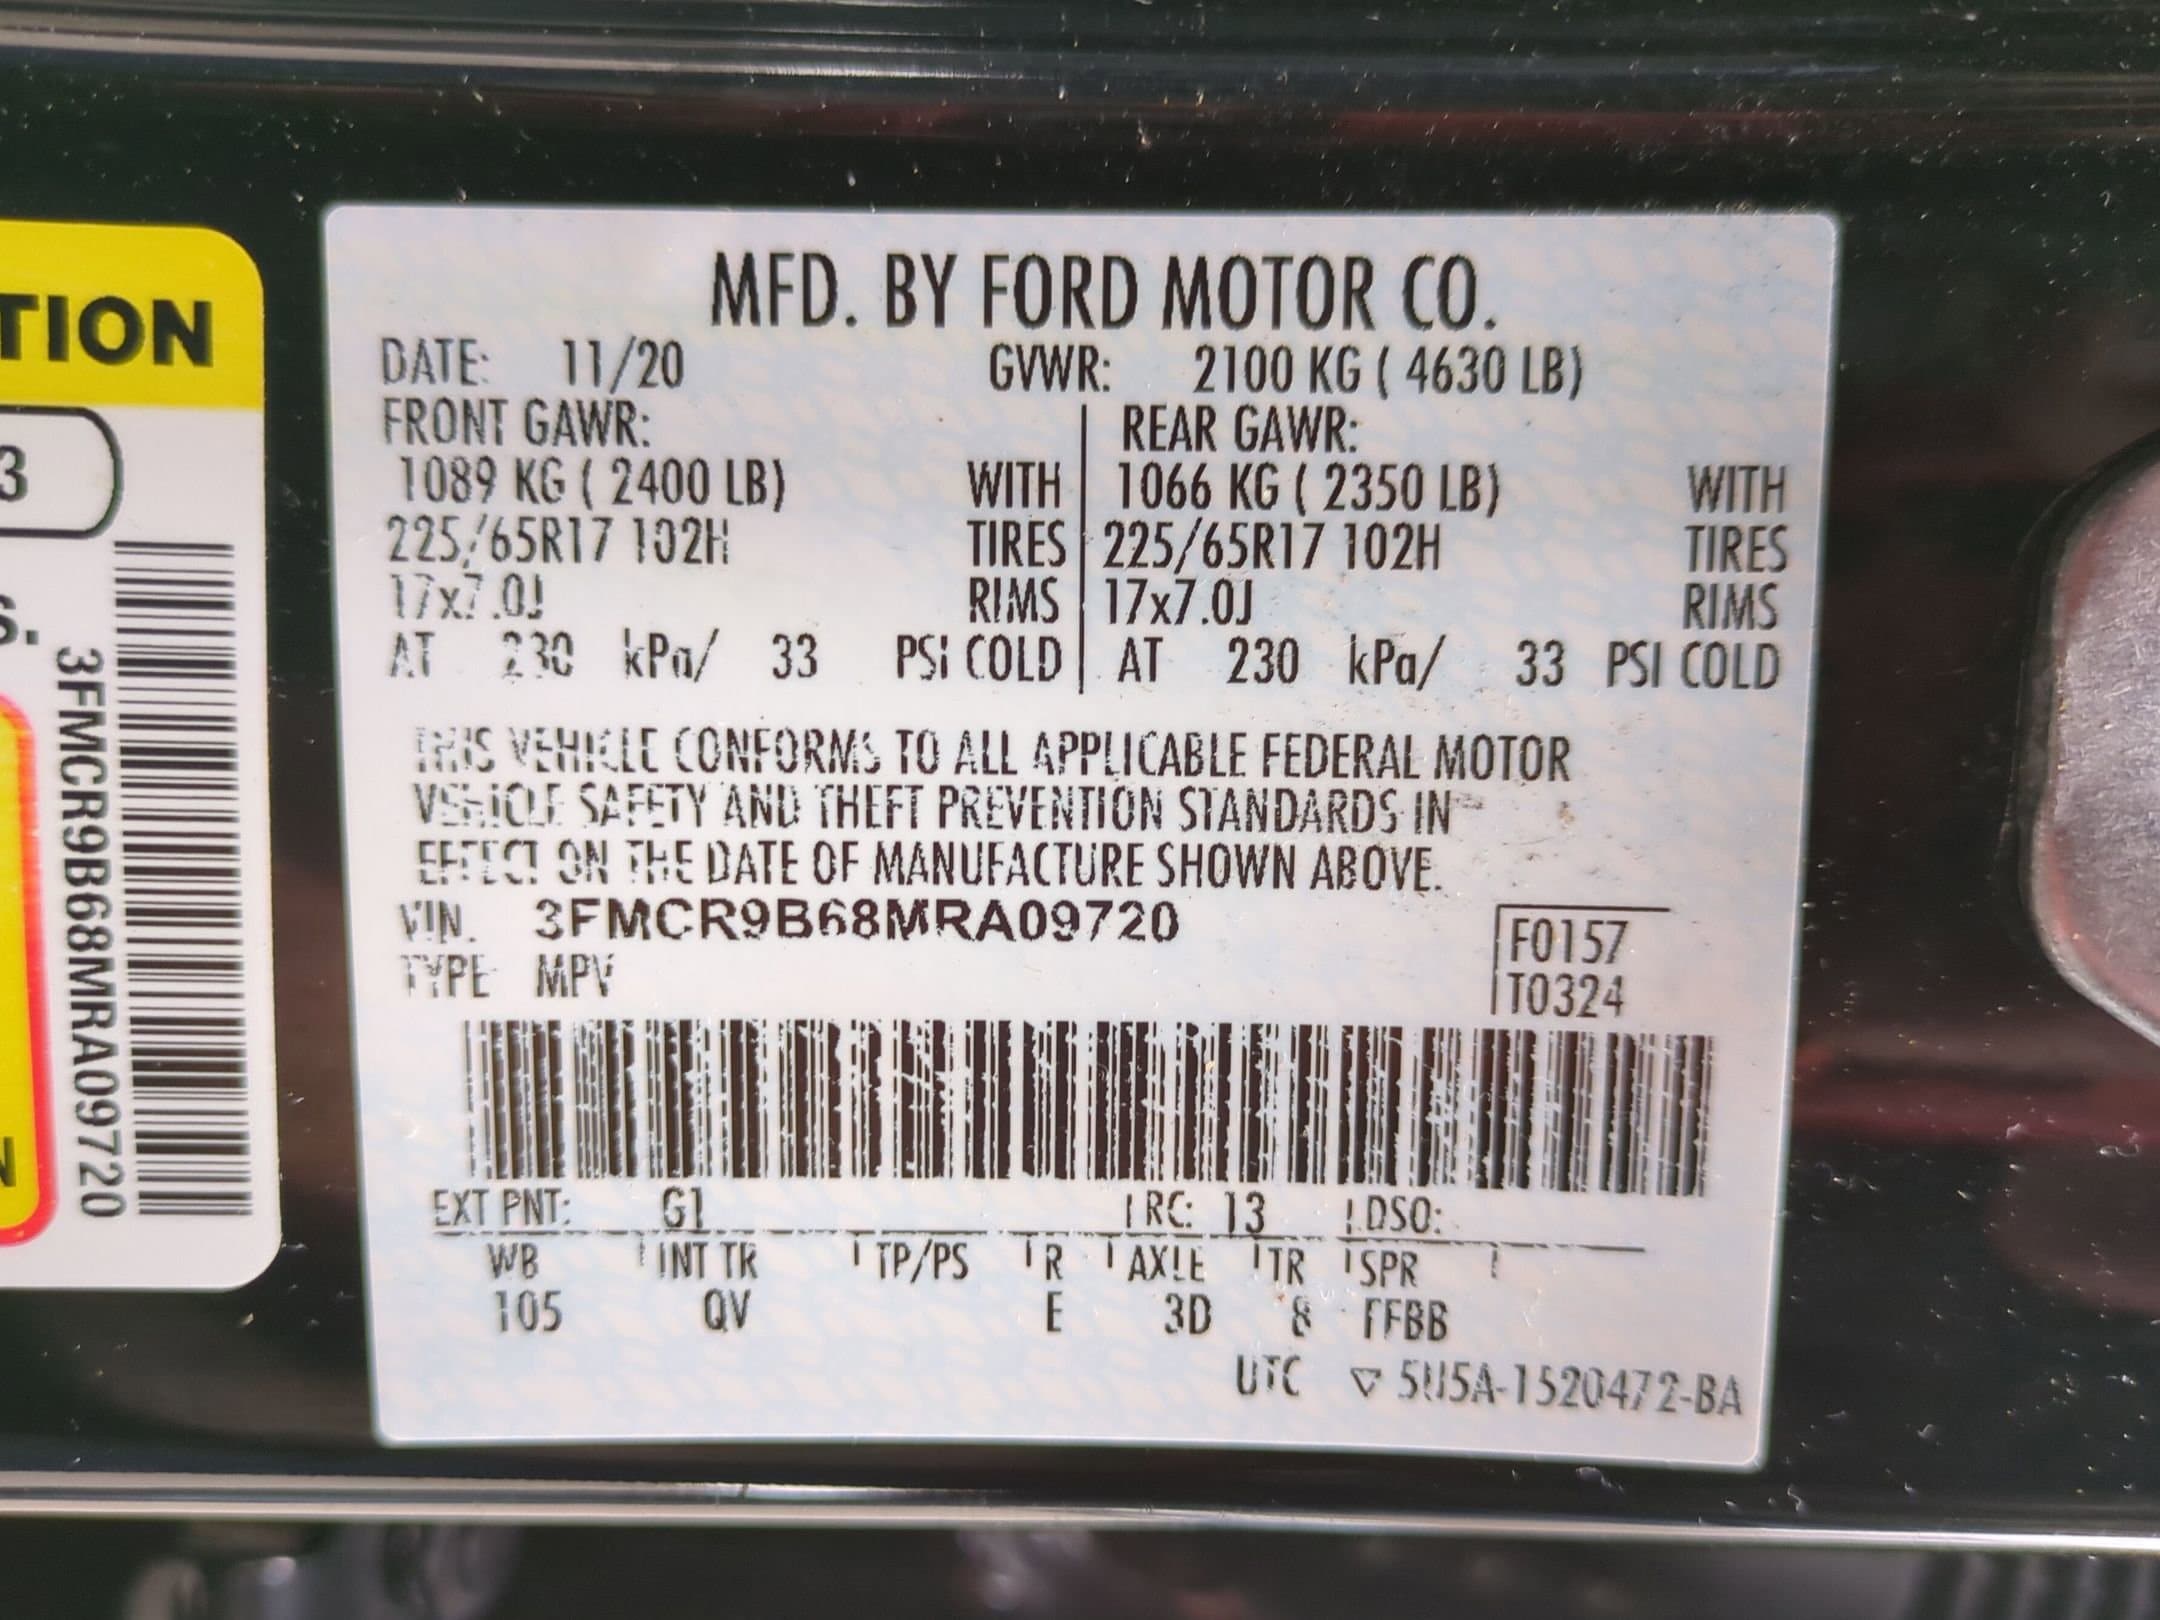 TION
3
S.
3FMCR9B68MRA09720
N
MFD. BY FORD MOTOR CO.
DATE: 11/20 GVWR: 2100 KG ( 4630 LB)
FRONT GAWR: REAR GAWR:
1089 KG ( 2400 LB) WITH 1066 KG ( 2350 LB) WITH
225/65R17 102H TIRES 225/65R17 102H TIRES
17x7.0J RIMS 17x7.0J RIMS
AT 230 kPa/ 33 PSI COLD AT 230 kPa/ 33 PSI COLD
THIS VEHICLE CONFORMS TO ALL APPLICABLE FEDERAL MOTOR
VEHICLE SAFETY AND THEFT PREVENTION STANDARDS IN
EFFECT ON THE DATE OF MANUFACTURE SHOWN ABOVE.
VIN. 3FMCR9B68MRA09720
TYPE MPV
F0157
T0324
EXT PNT: G1 RC: 13 DSO:
WB INT TR TP/PS R AXLE TR SPR
105 QV E 3D 8 FFBB
UTC ▽ 5U5A-1520472-BA